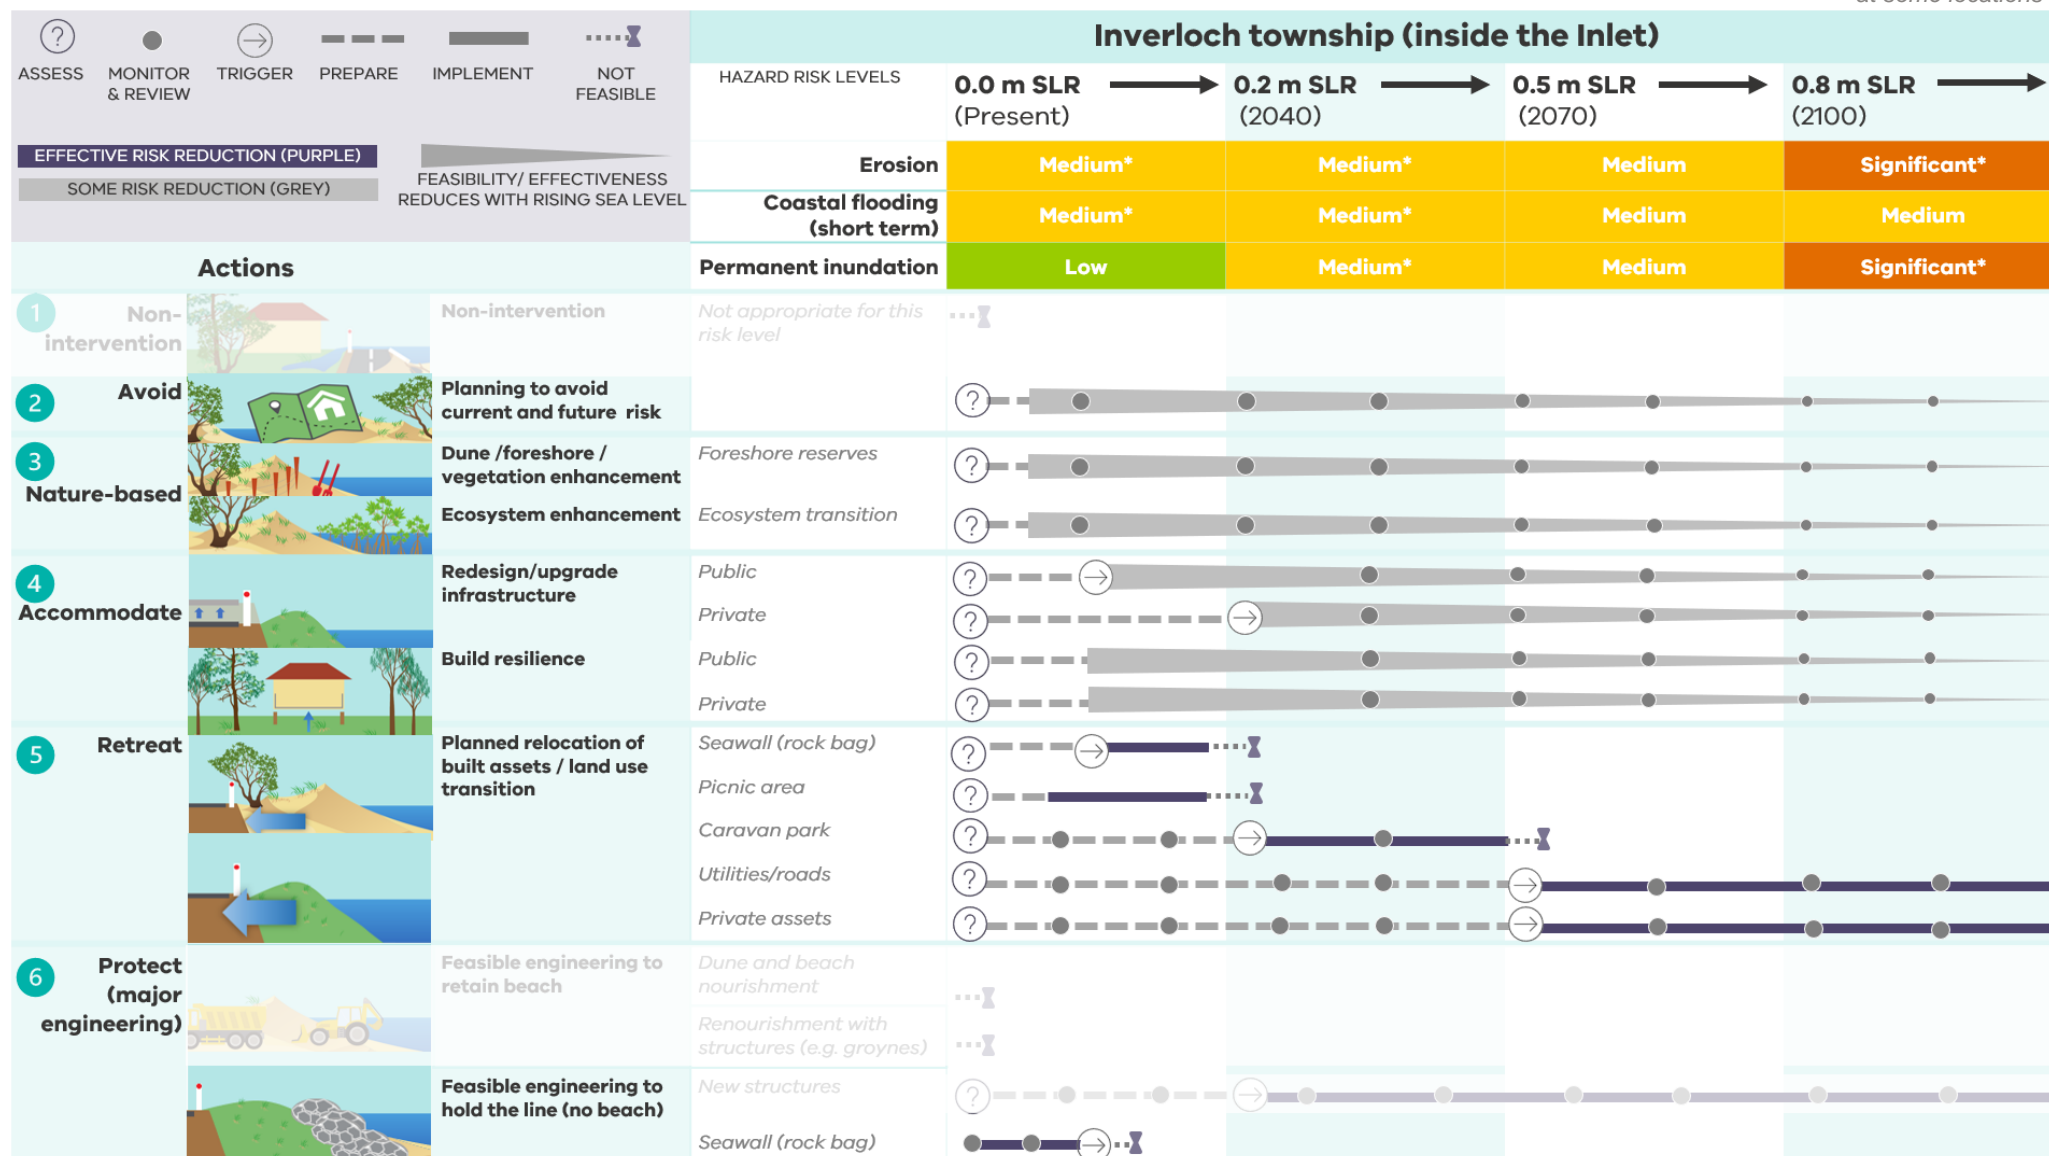 at some locations
Inverloch township (inside the Inlet)
?
ASSESS
MONITOR
& REVIEW
TRIGGER
PREPARE
IMPLEMENT
NOT
FEASIBLE
EFFECTIVE RISK REDUCTION (PURPLE)
SOME RISK REDUCTION (GREY)
FEASIBILITY/ EFFECTIVENESS
REDUCES WITH RISING SEA LEVEL
HAZARD RISK LEVELS
0.0 m SLR
(Present)
0.2 m SLR
(2040)
0.5 m SLR
(2070)
0.8 m SLR
(2100)
Erosion
Medium*
Medium*
Medium
Significant*
Coastal flooding
(short term)
Medium*
Medium*
Medium
Medium
Actions
Permanent inundation
Low
Medium*
Medium
Significant*
1
Non-
intervention
Non-intervention
Not appropriate for this
risk level
2
Avoid
Planning to avoid
current and future risk
?
3
Nature-based
Dune /foreshore /
vegetation enhancement
Foreshore reserves
?
Ecosystem enhancement
Ecosystem transition
?
4
Accommodate
Redesign/upgrade
infrastructure
Public
?
Private
?
Build resilience
Public
?
Private
?
5
Retreat
Planned relocation of
built assets / land use
transition
Seawall (rock bag)
?
Picnic area
?
Caravan park
?
Utilities/roads
?
Private assets
?
6
Protect
(major
engineering)
Feasible engineering to
retain beach
Dune and beach
nourishment
Renourishment with
structures (e.g. groynes)
Feasible engineering to
hold the line (no beach)
New structures
?
Seawall (rock bag)